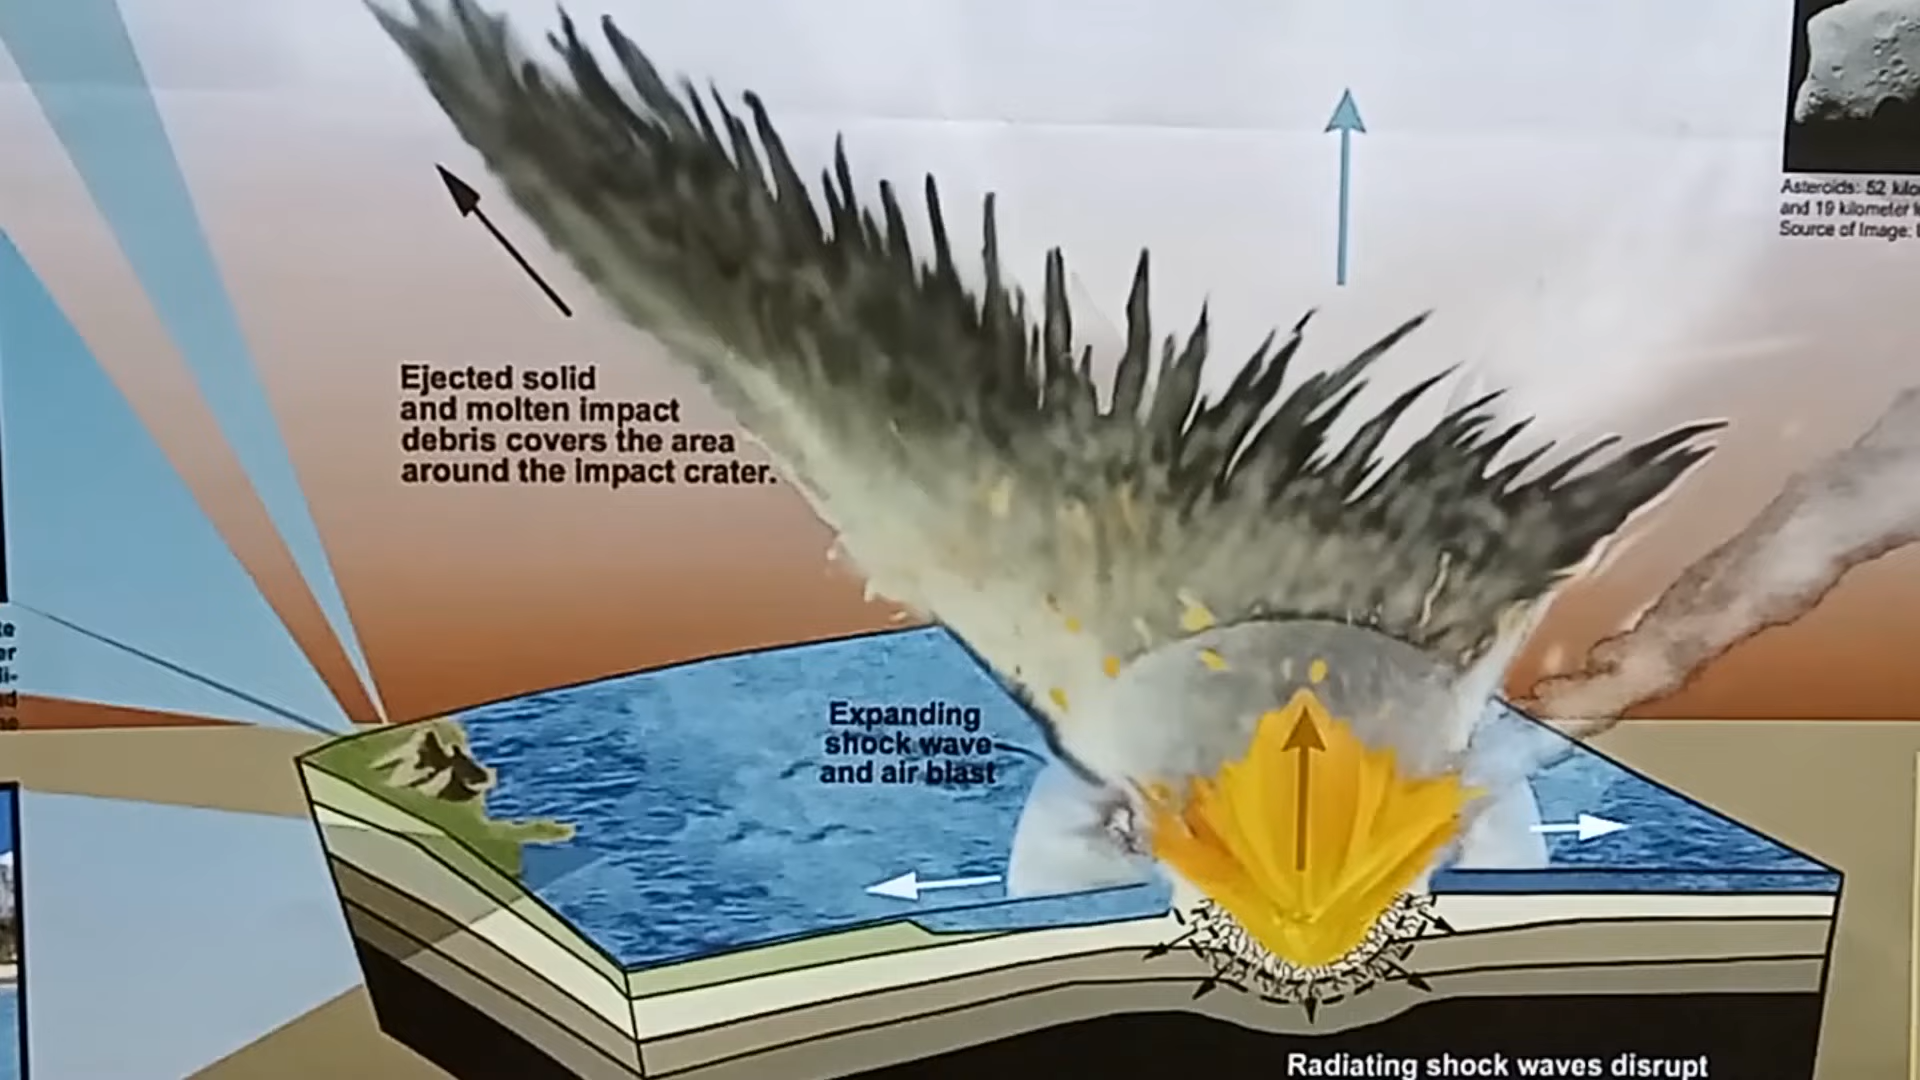 Asteroids: 52 kilo
and 19 kilometer
Source of Image:
Ejected solid
and molten impact
debris covers the area
around the impact crater.
Expanding
shock wave
and air blast
Radiating shock waves disrupt